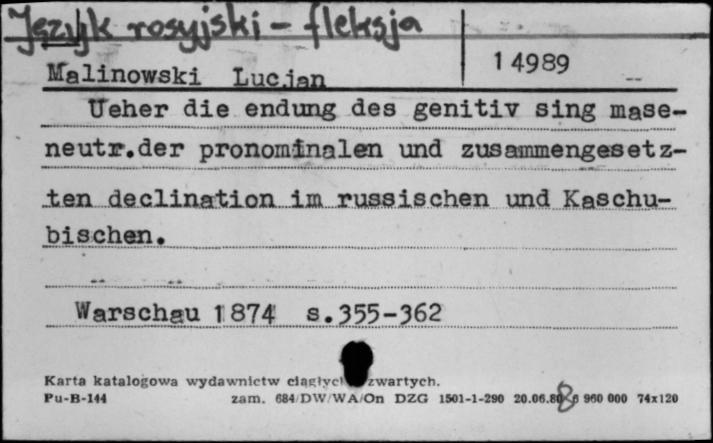 Język rosyjski - fleksja
Malinowski Lucjan 14989
Ueher die endung des genitiv sing mase-
neutr.der pronominalen und zusammengesetz-
ten declination im russischen und Kaschu-
bischen.
Warschau 1874 s.355-362
Karta katalogowa wydawnictw zwartych.
Pu-B-144 zam. 684/DW/WA/On DZG 1501-1-290 20.06.80 960 000 74x120